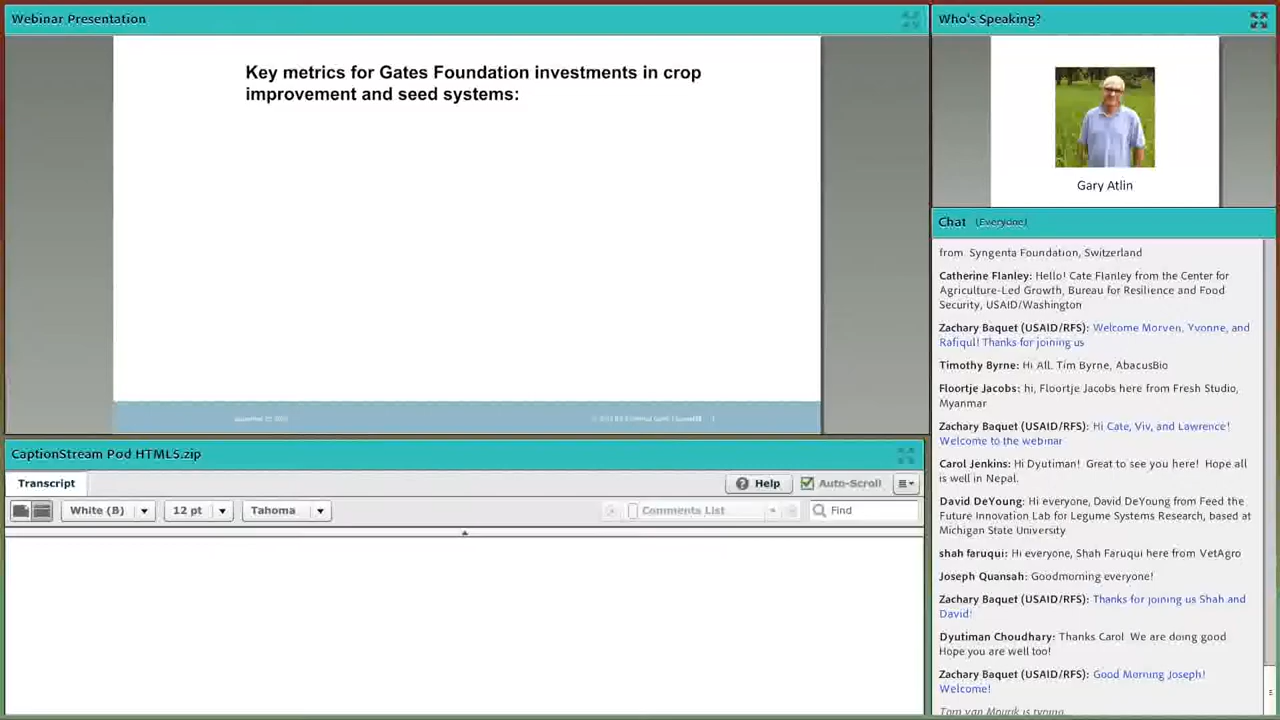 Webinar Presentation
Key metrics for Gates Foundation investments in crop
improvement and seed systems:
Who's Speaking?
Gary Atlin
Chat (Everyone)
from Syngenta Foundation, Switzerland
Catherine Flanley: Hello! Cate Flanley from the Center for
Agriculture-Led Growth, Bureau for Resilience and Food
Security, USAID/Washington
Zachary Baquet (USAID/RFS): Welcome Morven, Yvonne, and
Rafiqul! Thanks for joining us
Timothy Byrne: Hi All. Tim Byrne, AbacusBio
Floortje Jacobs: hi, Floortje Jacobs here from Fresh Studio,
Myanmar
Zachary Baquet (USAID/RFS): Hi Cate, Viv, and Lawrence!
Welcome to the webinar
Carol Jenkins: Hi Dyutiman! Great to see you here! Hope all
is well in Nepal.
David DeYoung: Hi everyone, David DeYoung from Feed the
Future Innovation Lab for Legume Systems Research, based at
Michigan State University
shah faruqui: Hi everyone, Shah Faruqui here from VetAgro
Joseph Quansah: Goodmorning everyone!
Zachary Baquet (USAID/RFS): Thanks for joining us Shah and
David!
Dyutiman Choudhary: Thanks Carol We are doing good
Hope you are well too!
Zachary Baquet (USAID/RFS): Good Morning Joseph!
Welcome!
Tom van Mourik is typing.
CaptionStream Pod HTML5.zip
Transcript
Help
Auto-Scroll
White (B)
12 pt
Tahoma
Comments List
Find